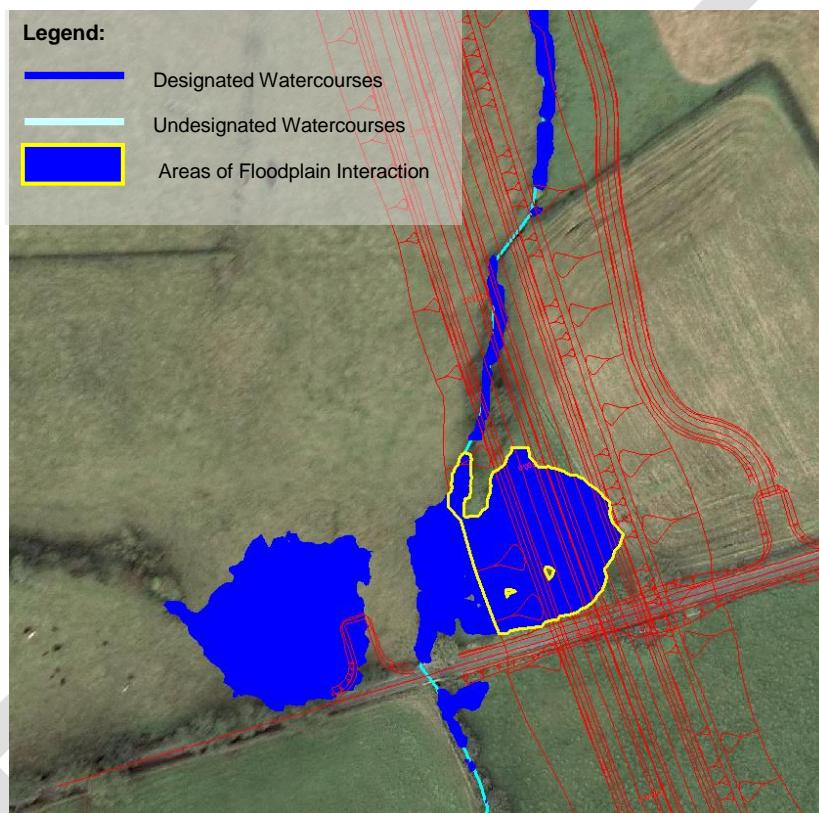 Legend:
Designated Watercourses
Undesignated Watercourses
Areas of Floodplain Interaction